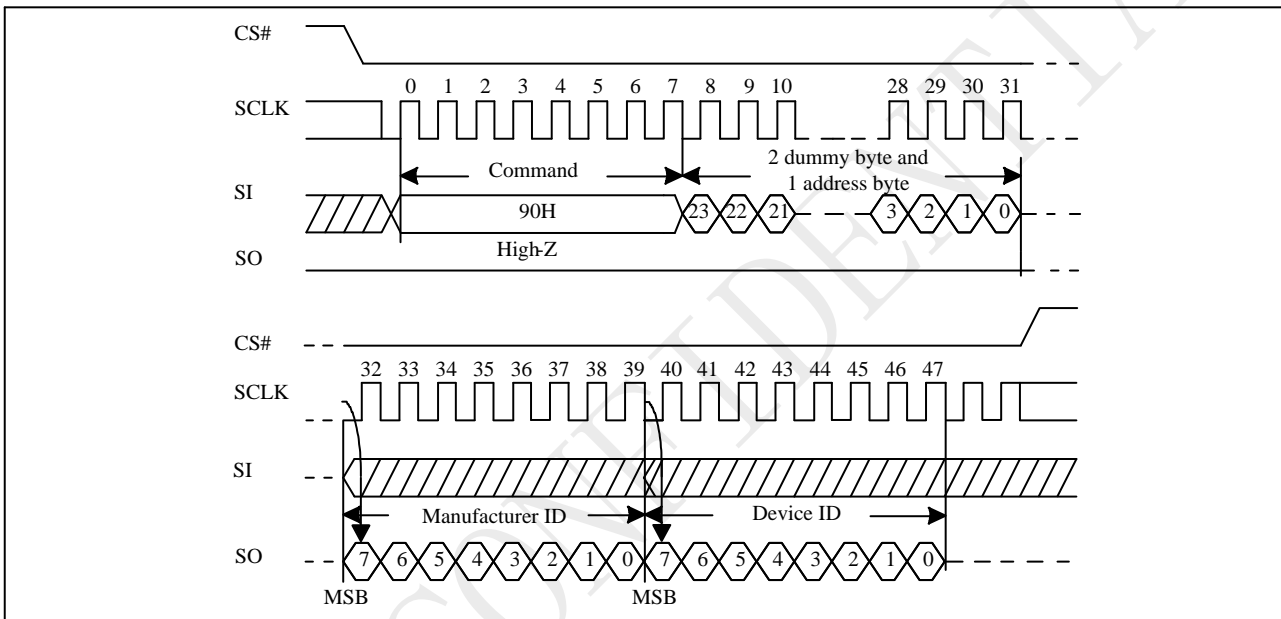 CS#
0 1 2 3 4 5 6 7 8 9 10 28 29 30 31
SCLK
Command
2 dummy byte and
1 address byte
SI
90H
23 22 21 3 2 1 0
High-Z
SO
CS#
32 33 34 35 36 37 38 39 40 41 42 43 44 45 46 47
SCLK
SI
Manufacturer ID Device ID
SO
7 6 5 4 3 2 1 0 7 6 5 4 3 2 1 0
MSB MSB
CONFIDENTIA